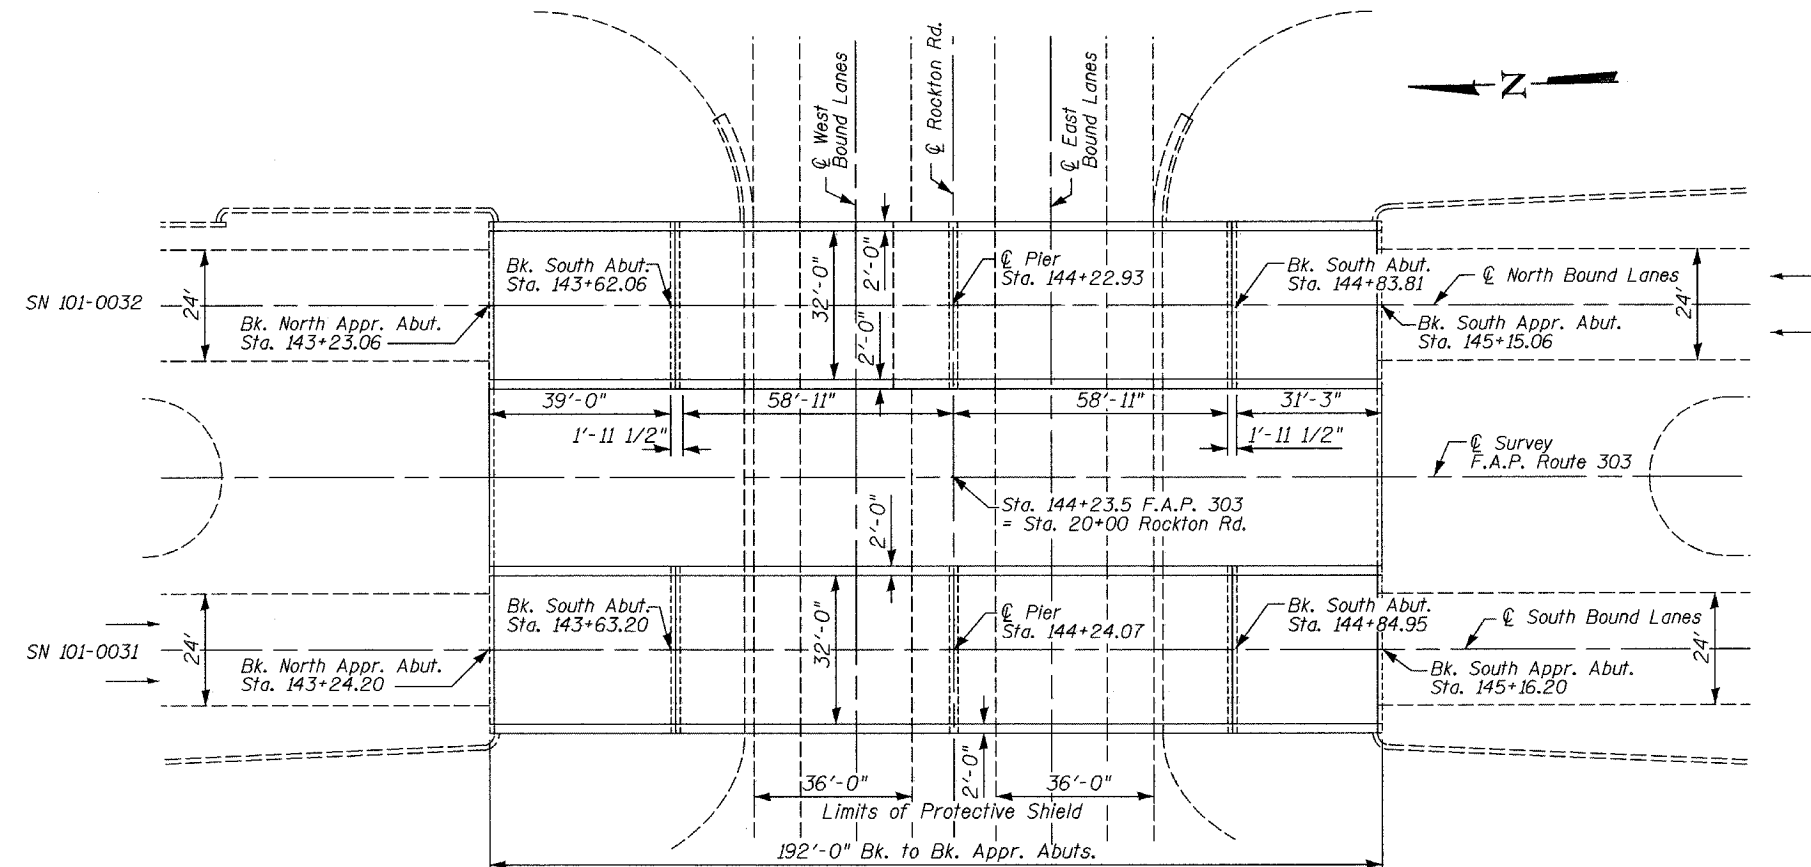 ℄ West
Bound Lanes
℄ Rockton Rd.
℄ East
Bound Lanes
N
SN 101-0032
24'
Bk. South Abut.
Sta. 143+62.06
Bk. North Appr. Abut.
Sta. 143+23.06
32'-0"
2'-0"
2'-0"
℄ Pier
Sta. 144+22.93
Bk. South Abut.
Sta. 144+83.81
℄ North Bound Lanes
24'
Bk. South Appr. Abut.
Sta. 145+15.06
39'-0"
58'-11"
58'-11"
31'-3"
1'-11 1/2"
1'-11 1/2"
℄ Survey
F.A.P. Route 303
Sta. 144+23.5 F.A.P. 303
= Sta. 20+00 Rockton Rd.
2'-0"
SN 101-0031
24'
Bk. South Abut.
Sta. 143+63.20
Bk. North Appr. Abut.
Sta. 143+24.20
32'-0"
℄ Pier
Sta. 144+24.07
Bk. South Abut.
Sta. 144+84.95
℄ South Bound Lanes
24'
Bk. South Appr. Abut.
Sta. 145+16.20
36'-0"
2'-0"
36'-0"
Limits of Protective Shield
192'-0" Bk. to Bk. Appr. Abuts.